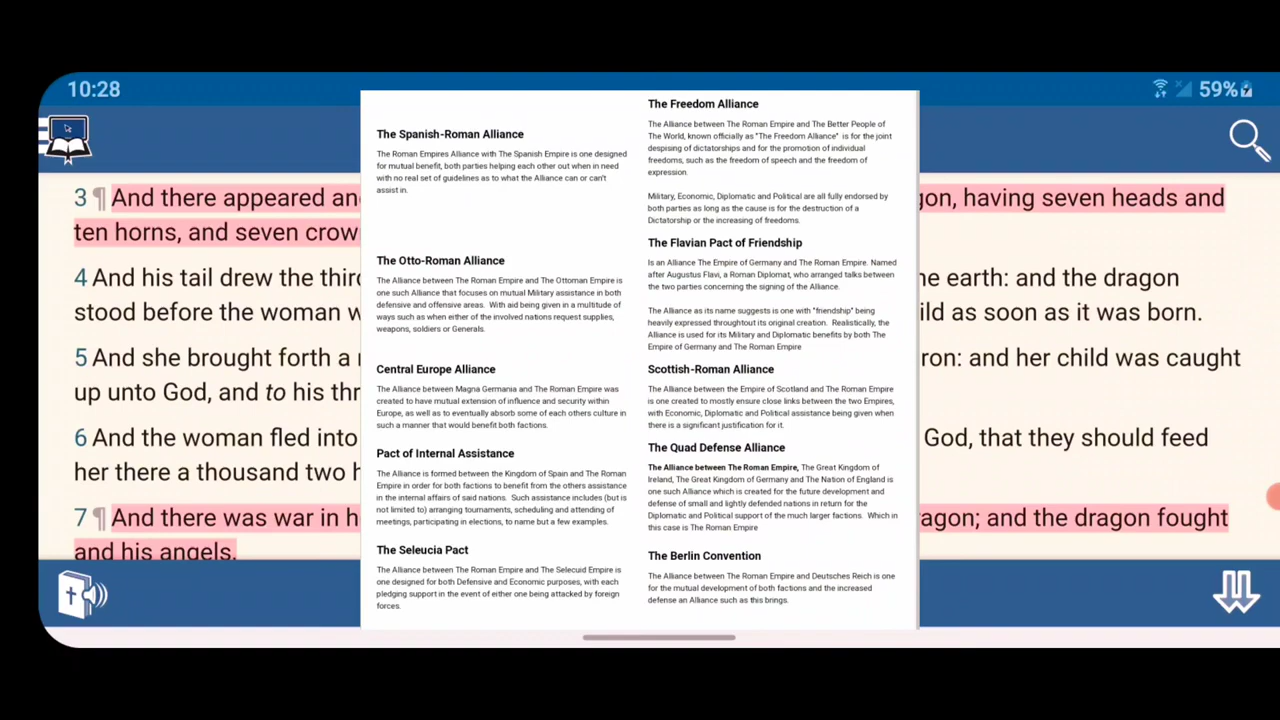 10:28
59%
3 ¶ And there appeared an
gon, having seven heads and
ten horns, and seven crow
4 And his tail drew the third
he earth: and the dragon
stood before the woman w
ild as soon as it was born.
5 And she brought forth a
ron: and her child was caught
up unto God, and to his thr
6 And the woman fled into
God, that they should feed
her there a thousand two h
7 ¶ And there was war in h
ragon; and the dragon fought
and his angels.
The Spanish-Roman Alliance
The Roman Empires Alliance with The Spanish Empire is one designed
for mutual benefit, both parties helping each other out when in need
with no real set of guidelines as to what the Alliance can or can't
assist in.
The Otto-Roman Alliance
The Alliance between The Roman Empire and The Ottoman Empire is
one such Alliance that focuses on mutual Military assistance in both
defensive and offensive areas. With aid being given in a multitude of
ways such as when either of the involved nations request supplies,
weapons, soldiers or Generals.
Central Europe Alliance
The Alliance between Magna Germania and The Roman Empire was
created to have mutual extension of influence and security within
Europe, as well as to eventually absorb some of each others culture in
such a manner that would benefit both factions.
Pact of Internal Assistance
The Alliance is formed between the Kingdom of Spain and The Roman
Empire in order for both factions to benefit from the others assistance
in the internal affairs of said nations. Such assistance includes (but is
not limited to) arranging tournaments, scheduling and attending of
meetings, participating in elections, to name but a few examples.
The Seleucia Pact
The Alliance between The Roman Empire and The Selecuid Empire is
one designed for both Defensive and Economic purposes, with each
pledging support in the event of either one being attacked by foreign
forces.
The Freedom Alliance
The Alliance between The Roman Empire and The Better People of
The World, known officially as "The Freedom Alliance" is for the joint
despising of dictatorships and for the promotion of individual
freedoms, such as the freedom of speech and the freedom of
expression.
Military, Economic, Diplomatic and Political are all fully endorsed by
both parties as long as the cause is for the destruction of a
Dictatorship or the increasing of freedoms.
The Flavian Pact of Friendship
Is an Alliance The Empire of Germany and The Roman Empire. Named
after Augustus Flavi, a Roman Diplomat, who arranged talks between
the two parties concerning the signing of the Alliance.
The Alliance as its name suggests is one with "friendship" being
heavily expressed throughtout its original creation. Realistically, the
Alliance is used for its Military and Diplomatic benefits by both The
Empire of Germany and The Roman Empire
Scottish-Roman Alliance
The Alliance between the Empire of Scotland and The Roman Empire
is one created to mostly ensure close links between the two Empires,
with Economic, Diplomatic and Political assistance being given when
there is a significant justification for it.
The Quad Defense Alliance
The Alliance between The Roman Empire, The Great Kingdom of
Ireland, The Great Kingdom of Germany and The Nation of England is
one such Alliance which is created for the future development and
defense of small and lightly defended nations in return for the
Diplomatic and Political support of the much larger factions. Which in
this case is The Roman Empire
The Berlin Convention
The Alliance between The Roman Empire and Deutsches Reich is one
for the mutual development of both factions and the increased
defense an Alliance such as this brings.